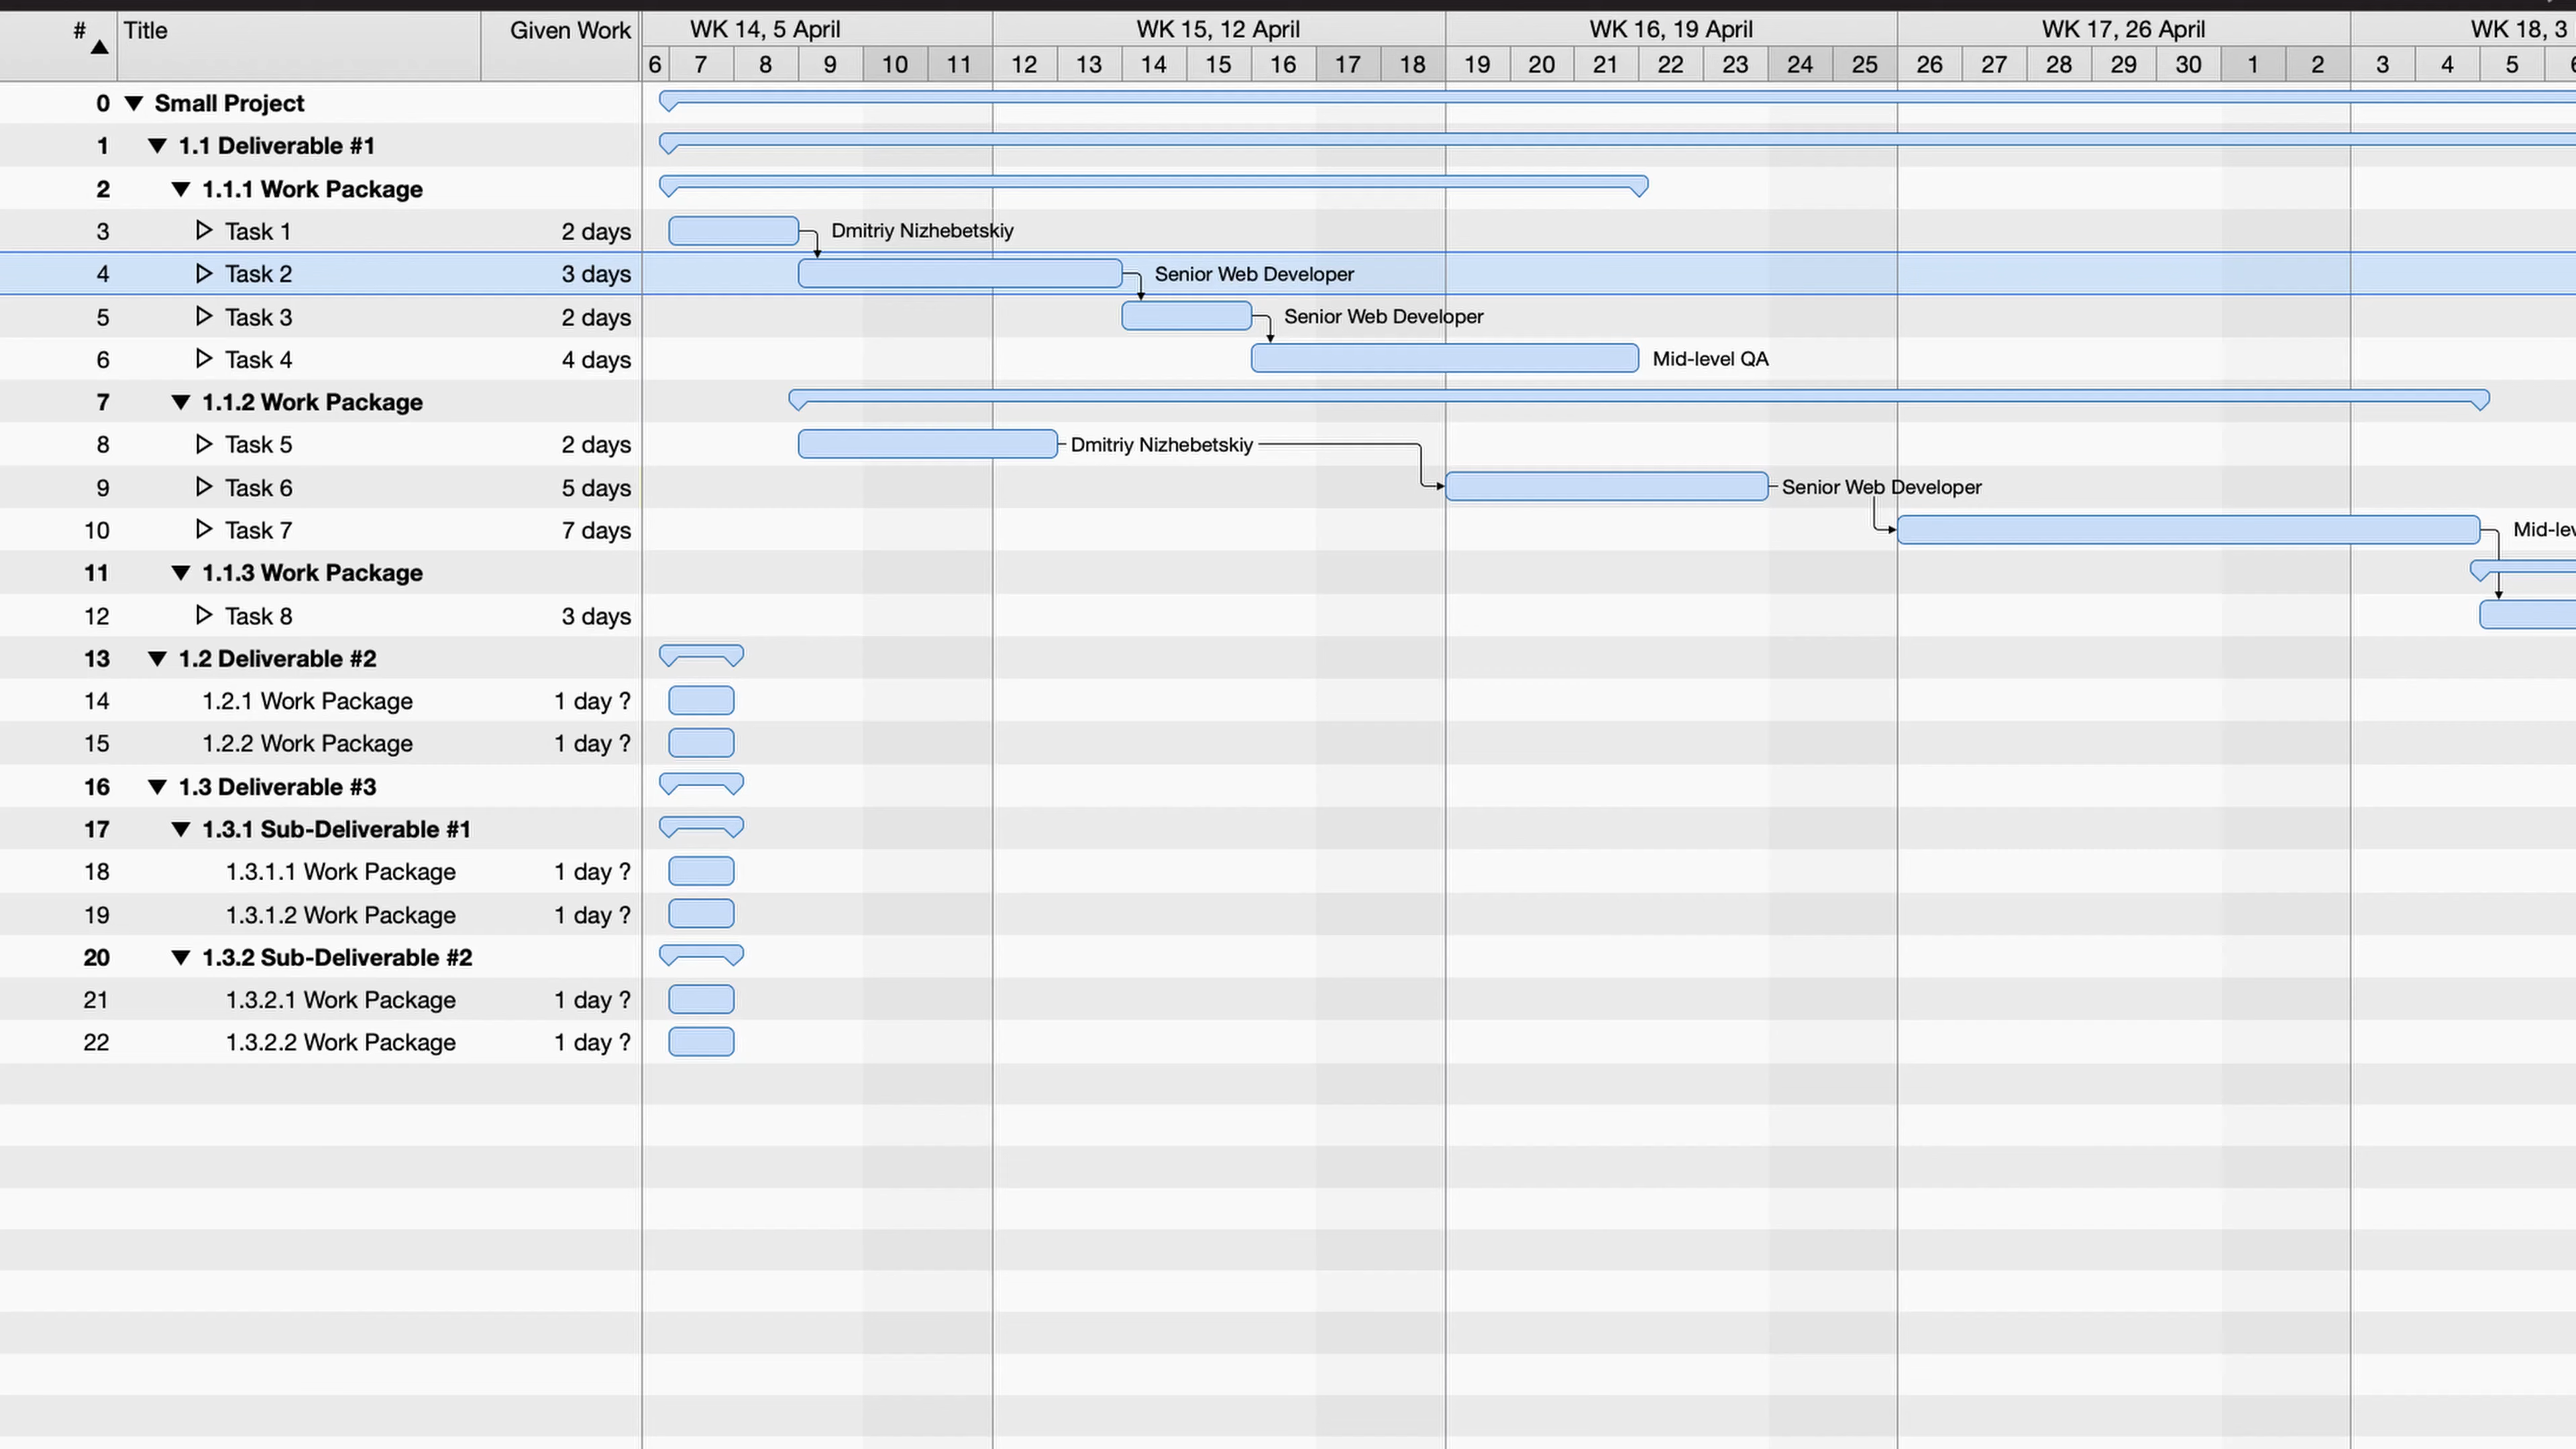 # Title Given Work WK 14, 5 April WK 15, 12 April WK 16, 19 April WK 17, 26 April WK 18, 3
6 7 8 9 10 11 12 13 14 15 16 17 18 19 20 21 22 23 24 25 26 27 28 29 30 1 2 3 4 5
0 Small Project
1 1.1 Deliverable #1
2 1.1.1 Work Package
3 Task 1 2 days Dmitriy Nizhebetskiy
4 Task 2 3 days Senior Web Developer
5 Task 3 2 days Senior Web Developer
6 Task 4 4 days Mid-level QA
7 1.1.2 Work Package
8 Task 5 2 days Dmitriy Nizhebetskiy
9 Task 6 5 days Senior Web Developer
10 Task 7 7 days Mid-lev
11 1.1.3 Work Package
12 Task 8 3 days
13 1.2 Deliverable #2
14 1.2.1 Work Package 1 day ?
15 1.2.2 Work Package 1 day ?
16 1.3 Deliverable #3
17 1.3.1 Sub-Deliverable #1
18 1.3.1.1 Work Package 1 day ?
19 1.3.1.2 Work Package 1 day ?
20 1.3.2 Sub-Deliverable #2
21 1.3.2.1 Work Package 1 day ?
22 1.3.2.2 Work Package 1 day ?